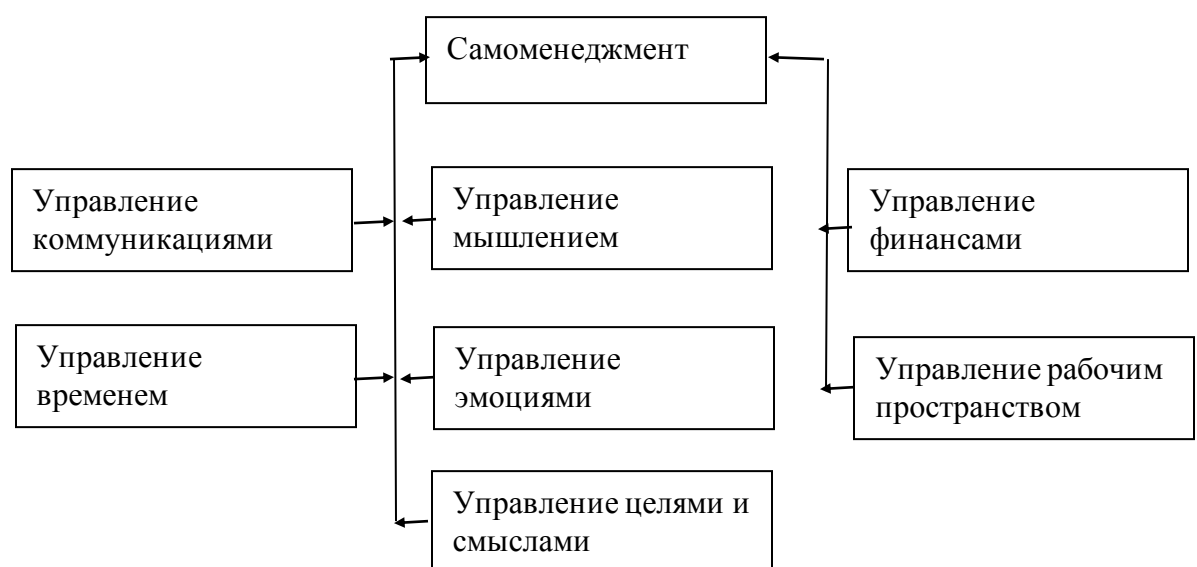 Самоменеджмент
Управление
коммуникациями
Управление
мышлением
Управление
финансами
Управление
временем
Управление
эмоциями
Управление рабочим
пространством
Управление целями и
смыслами